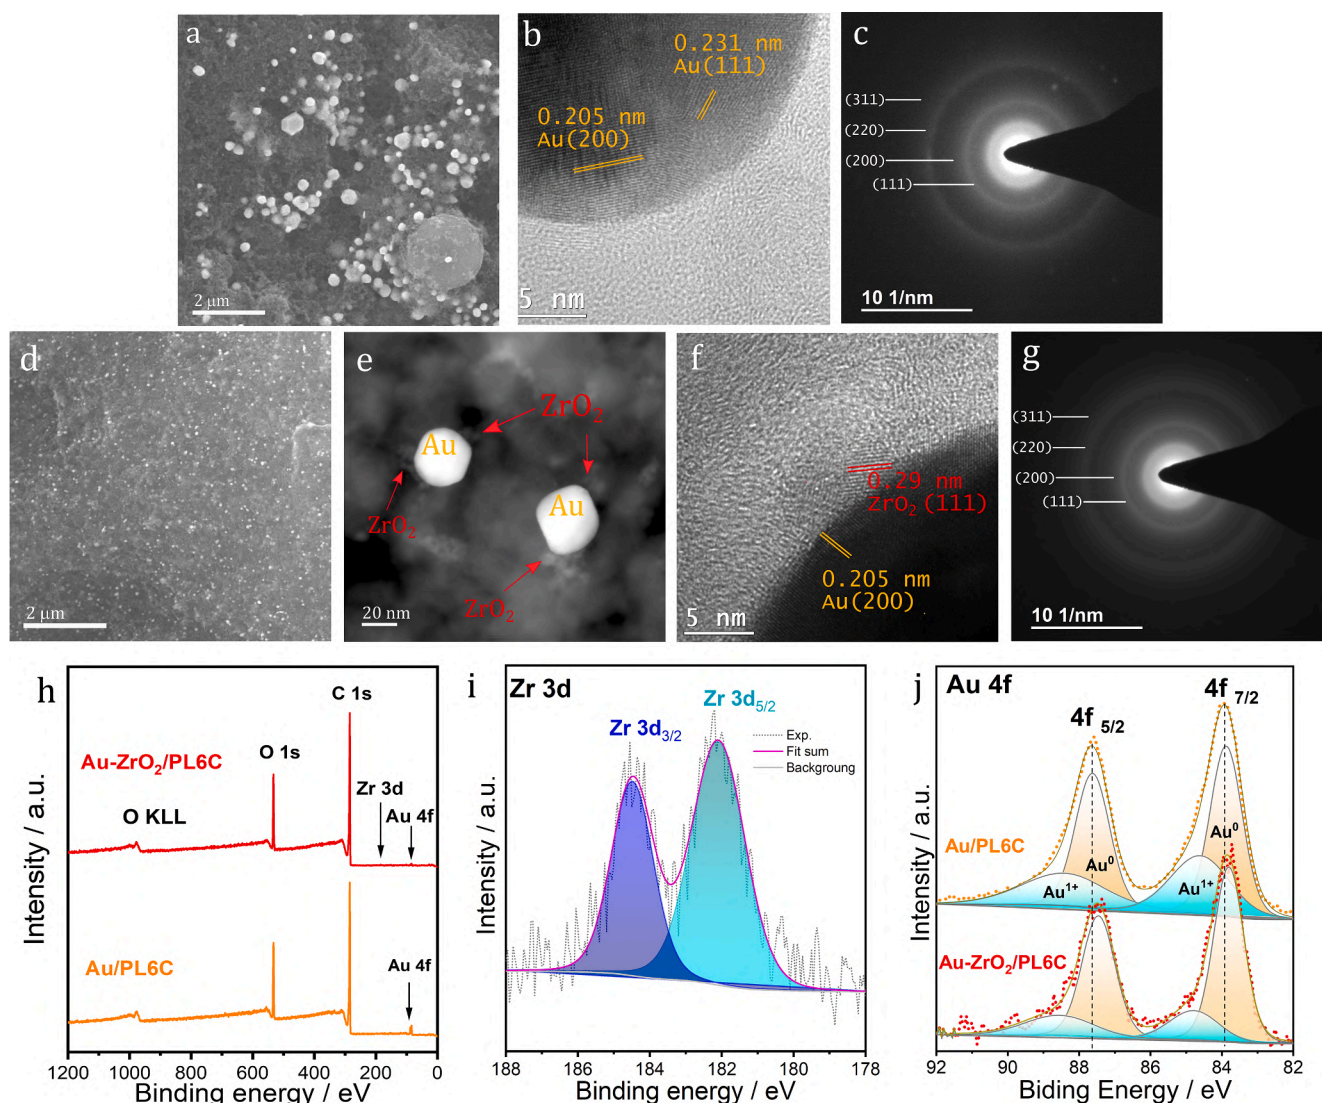 a
2 μm
b
0.231 nm
Au(111)
0.205 nm
Au(200)
5 nm
c
(311)
(220)
(200)
(111)
10 1/nm
d
2 μm
e
ZrO₂
Au
Au
ZrO₂
ZrO₂
20 nm
f
0.29 nm
ZrO₂(111)
0.205 nm
Au(200)
5 nm
g
(311)
(220)
(200)
(111)
10 1/nm
h
C 1s
O 1s
Au-ZrO₂/PL6C
Zr 3d
Au 4f
O KLL
Au/PL6C
Au 4f
Intensity / a.u.
1200 1000 800 600 400 200 0
Binding energy / eV
i
Zr 3d
Zr 3d₅/₂
Zr 3d₃/₂
Exp.
Fit sum
Backgroung
Intensity / a.u.
188 186 184 182 180 178
Binding energy / eV
j
Au 4f
4f 7/2
4f 5/2
Au/PL6C
Au⁰
Au⁰
Au¹⁺
Au¹⁺
Au-ZrO₂/PL6C
Intensity / a.u.
92 90 88 86 84 82
Biding Energy / eV